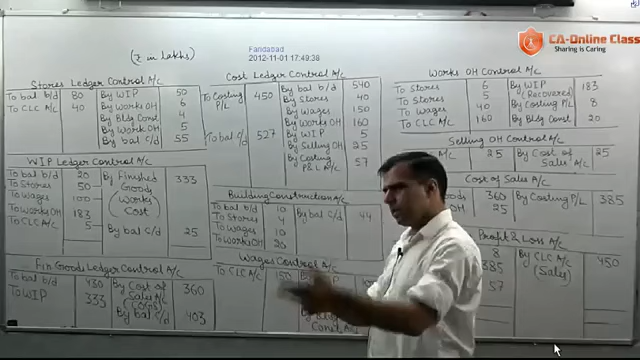 Faridabad
2012-11-01 17:49:38
CA-Online Class
Sharing is Caring
(₹ in lakhs)
Stores Ledger Control A/c
To bal b/d 80 By WIP 50
To CLC A/c 40 By Works OH 6
By Bldg Const 4
By Works OH 5
By bal c/d 55
WIP Ledger Control A/c
To bal b/d 20 By Finished Goods (Works Cost) 333
To Stores 50
To Wages 100
To Works OH 183
To CLC A/c 5 By bal c/d 25
Fin Goods Ledger Control A/c
To bal b/d 430 By Cost of Sales A/c (COGS) 360
To WIP 333
By bal c/d 403
Cost Ledger Control A/c
To Costing P/L 450 By bal b/d 540
By Stores 40
By Wages 150
By Works OH 160
To bal c/d 527 By WIP 5
By Selling OH 25
By Costing P&L A/c 57
Building Construction A/c
To bal b/d 10 By bal c/d 44
To Stores 4
To Wages 10
To Works OH 20
Wages Control A/c
To CLC A/c 150
Const A/c
Works OH Control A/c
To Stores 6 By WIP (Recovered) 183
To Stores 5
To Wages 40 By Costing P/L 8
To CLC A/c 160 By Bldg Const 20
Selling OH Control A/c
A/c 25 By Cost of Sales A/c 25
Cost of Sales A/c
360 By Costing P/L 385
25
Profit & Loss A/c
8 By CLC A/c (Sales) 450
385
57